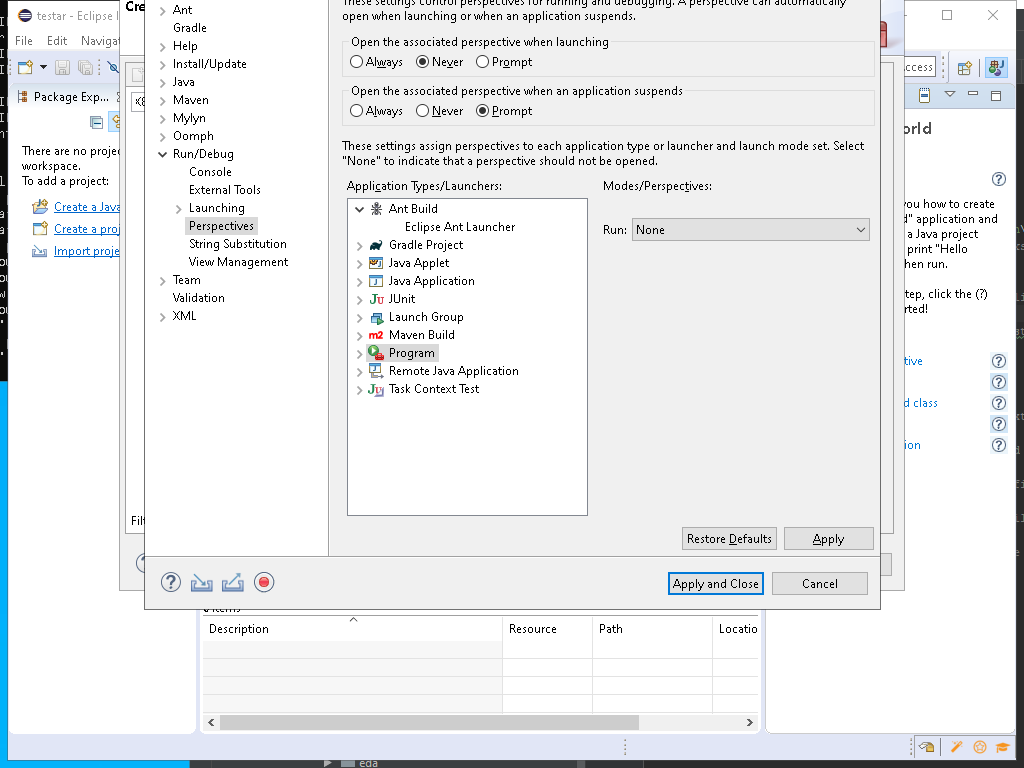 testar - Eclipse I
Cre
File Edit Navigat
Package Exp...
There are no projec
workspace.
To add a project:
Create a Java
Create a proj
Import proje
Ant
Gradle
Help
Install/Update
Java
Maven
Mylyn
Oomph
Run/Debug
Console
External Tools
Launching
Perspectives
String Substitution
View Management
Team
Validation
XML
These settings control perspectives for running and debugging. A perspective can automatically
open when launching or when an application suspends.
Open the associated perspective when launching
Always Never Prompt
Open the associated perspective when an application suspends
Always Never Prompt
These settings assign perspectives to each application type or launcher and launch mode set. Select
"None" to indicate that a perspective should not be opened.
Application Types/Launchers:
Modes/Perspectives:
Ant Build
Eclipse Ant Launcher
Gradle Project
Java Applet
Java Application
JUnit
Launch Group
Maven Build
Program
Remote Java Application
Task Context Test
Run: None
Restore Defaults Apply
Apply and Close Cancel
Filt
ccess
orld
you how to create
d" application and
a Java project
print "Hello
hen run.
tep, click the (?)
rted!
tive
d class
ion
Items
Description Resource Path Locatio
eda